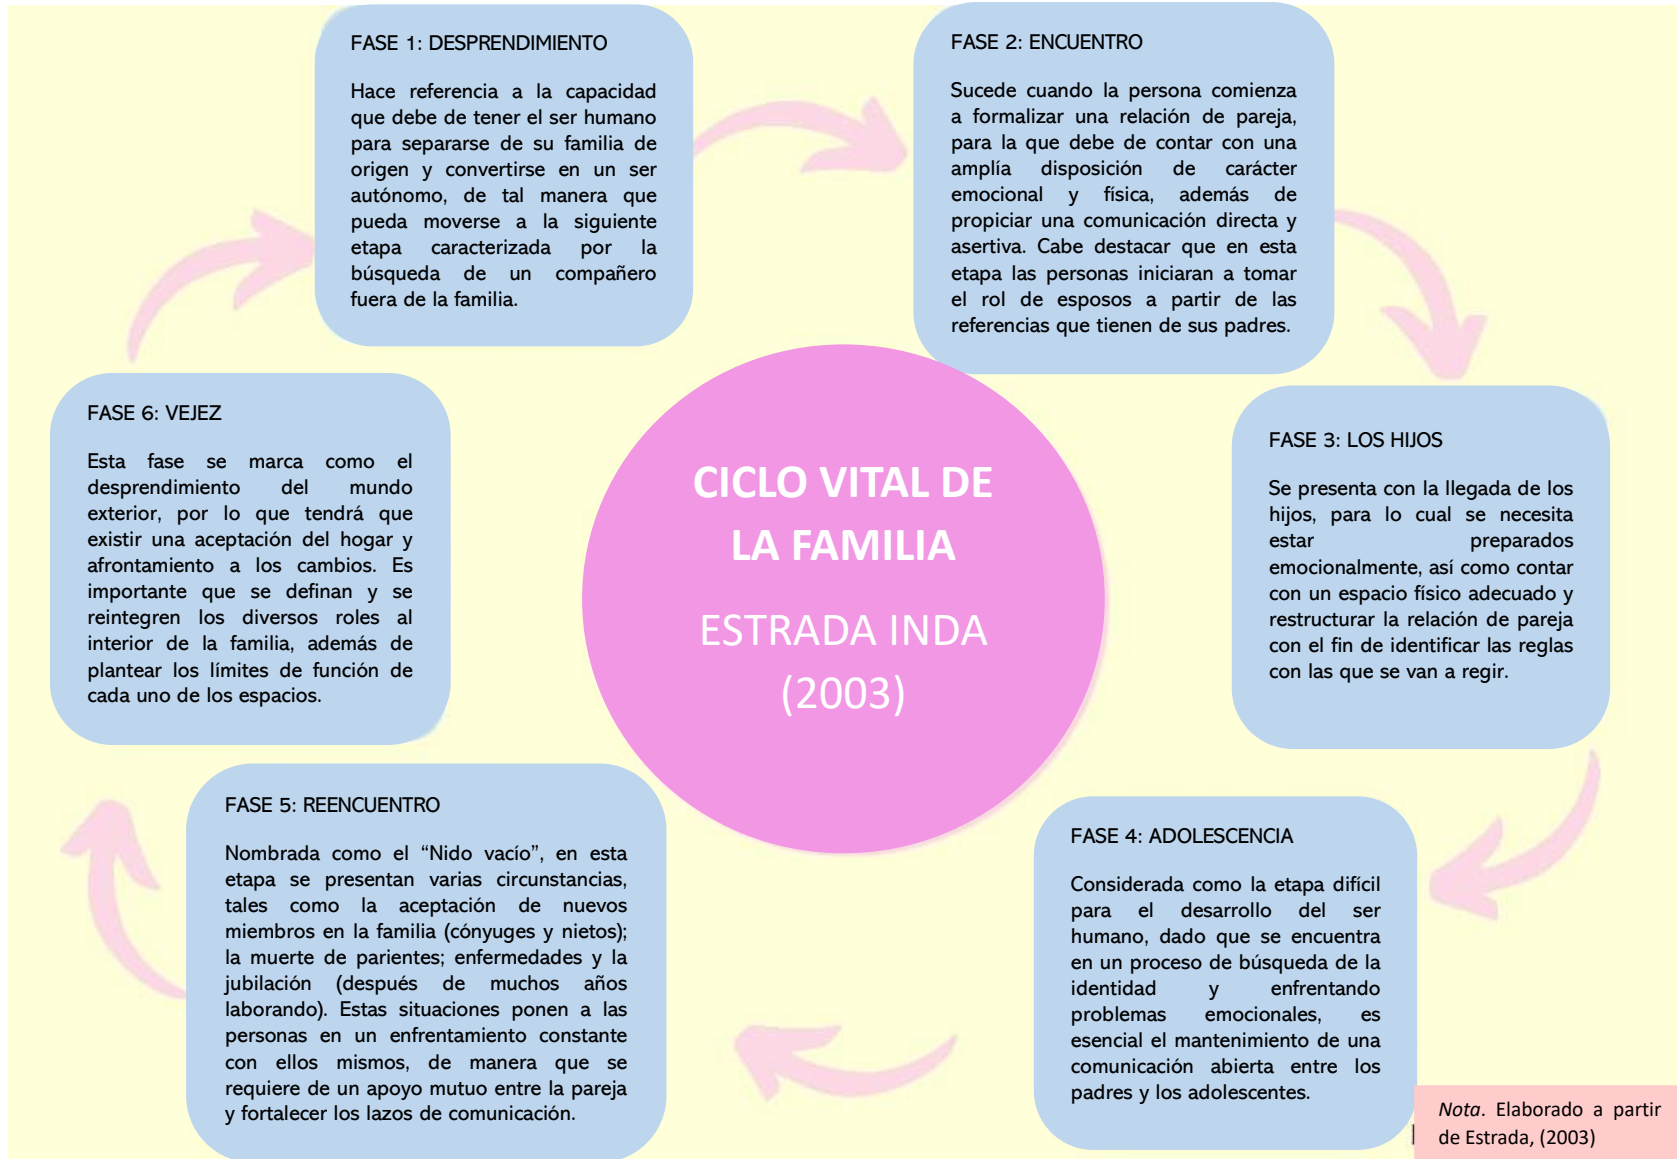 FASE 1: DESPRENDIMIENTO
Hace referencia a la capacidad
que debe de tener el ser humano
para separarse de su familia de
origen y convertirse en un ser
autónomo, de tal manera que
pueda moverse a la siguiente
etapa caracterizada por la
búsqueda de un compañero
fuera de la familia.
FASE 2: ENCUENTRO
Sucede cuando la persona comienza
a formalizar una relación de pareja,
para la que debe de contar con una
amplía disposición de carácter
emocional y física, además de
propiciar una comunicación directa y
asertiva. Cabe destacar que en esta
etapa las personas iniciaran a tomar
el rol de esposos a partir de las
referencias que tienen de sus padres.
FASE 3: LOS HIJOS
Se presenta con la llegada de los
hijos, para lo cual se necesita
estar preparados
emocionalmente, así como contar
con un espacio físico adecuado y
restructurar la relación de pareja
con el fin de identificar las reglas
con las que se van a regir.
FASE 4: ADOLESCENCIA
Considerada como la etapa difícil
para el desarrollo del ser
humano, dado que se encuentra
en un proceso de búsqueda de la
identidad y enfrentando
problemas emocionales, es
esencial el mantenimiento de una
comunicación abierta entre los
padres y los adolescentes.
FASE 5: REENCUENTRO
Nombrada como el “Nido vacío”, en esta
etapa se presentan varias circunstancias,
tales como la aceptación de nuevos
miembros en la familia (cónyuges y nietos);
la muerte de parientes; enfermedades y la
jubilación (después de muchos años
laborando). Estas situaciones ponen a las
personas en un enfrentamiento constante
con ellos mismos, de manera que se
requiere de un apoyo mutuo entre la pareja
y fortalecer los lazos de comunicación.
FASE 6: VEJEZ
Esta fase se marca como el
desprendimiento del mundo
exterior, por lo que tendrá que
existir una aceptación del hogar y
afrontamiento a los cambios. Es
importante que se definan y se
reintegren los diversos roles al
interior de la familia, además de
plantear los límites de función de
cada uno de los espacios.
CICLO VITAL DE
LA FAMILIA
ESTRADA INDA
(2003)
Nota. Elaborado a partir
de Estrada, (2003)